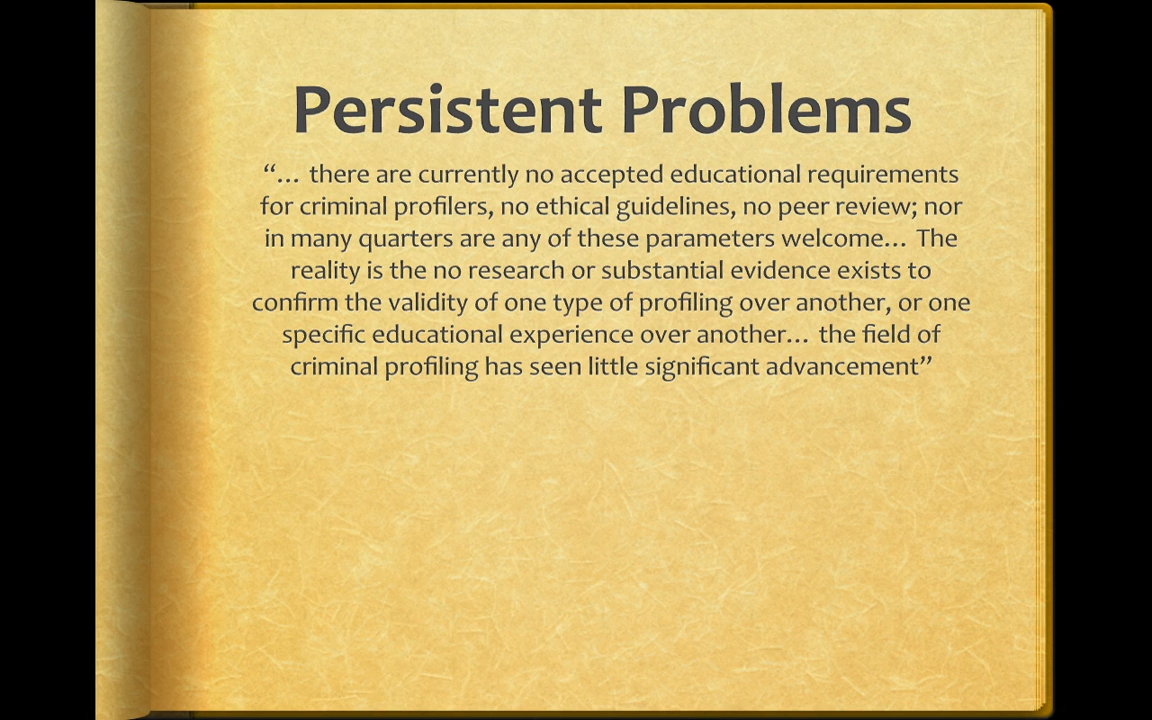 Persistent Problems
“... there are currently no accepted educational requirements
for criminal profilers, no ethical guidelines, no peer review; nor
in many quarters are any of these parameters welcome... The
reality is the no research or substantial evidence exists to
confirm the validity of one type of profiling over another, or one
specific educational experience over another... the field of
criminal profiling has seen little significant advancement”